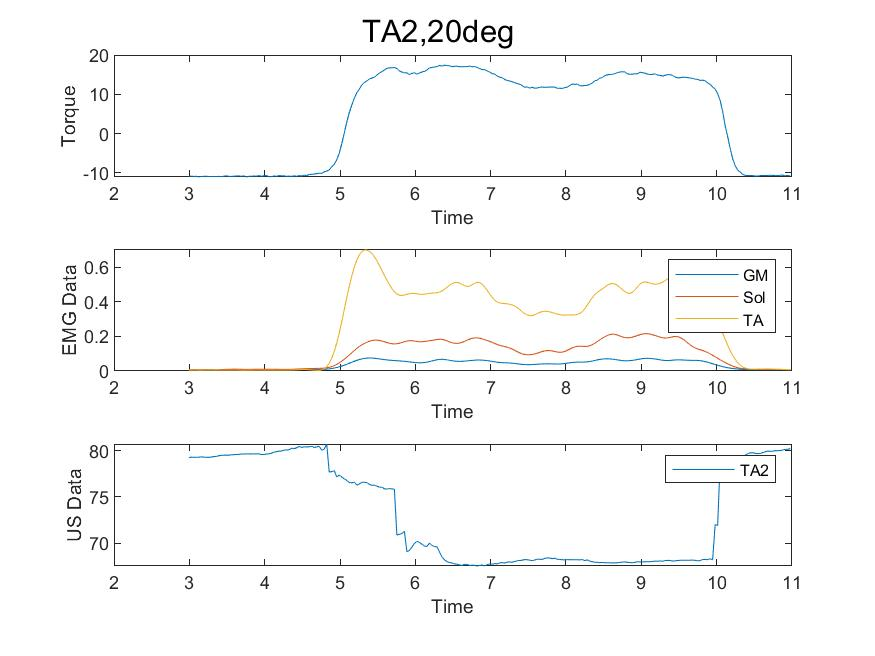 TA2,20deg
20
10
0
-10
Torque
2 3 4 5 6 7 8 9 10 11
Time
0.6
0.4
0.2
0
EMG Data
GM
Sol
TA
2 3 4 5 6 7 8 9 10 11
Time
80
75
70
US Data
TA2
2 3 4 5 6 7 8 9 10 11
Time